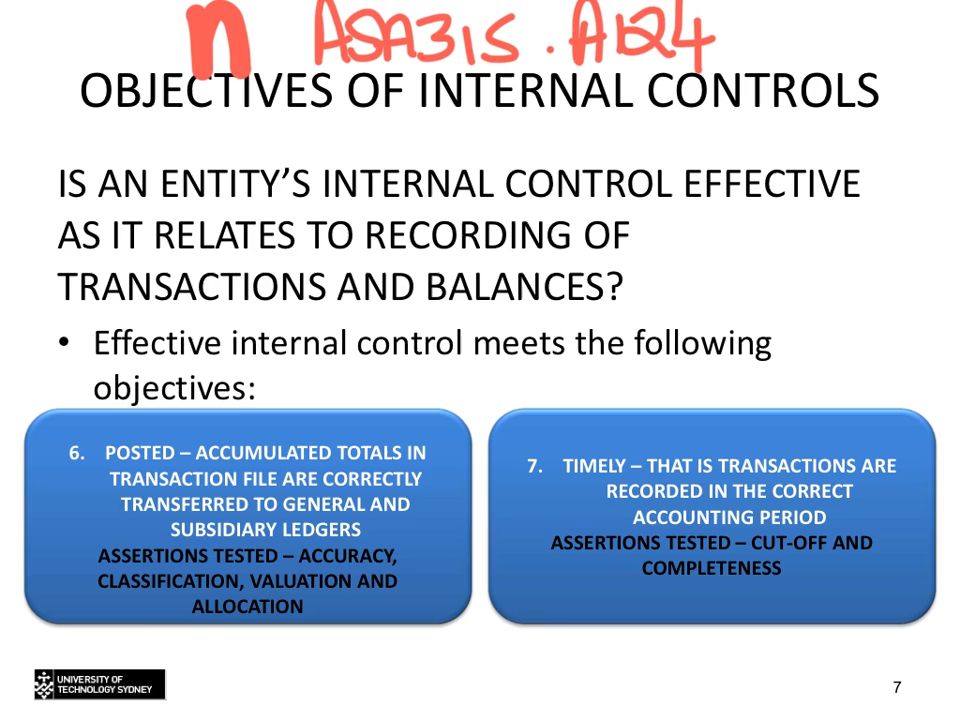 n ASA315.A124
OBJECTIVES OF INTERNAL CONTROLS
IS AN ENTITY'S INTERNAL CONTROL EFFECTIVE
AS IT RELATES TO RECORDING OF
TRANSACTIONS AND BALANCES?
• Effective internal control meets the following
objectives:
6. POSTED – ACCUMULATED TOTALS IN
TRANSACTION FILE ARE CORRECTLY
TRANSFERRED TO GENERAL AND
SUBSIDIARY LEDGERS
ASSERTIONS TESTED – ACCURACY,
CLASSIFICATION, VALUATION AND
ALLOCATION
7. TIMELY – THAT IS TRANSACTIONS ARE
RECORDED IN THE CORRECT
ACCOUNTING PERIOD
ASSERTIONS TESTED – CUT-OFF AND
COMPLETENESS
UNIVERSITY OF
TECHNOLOGY SYDNEY
7